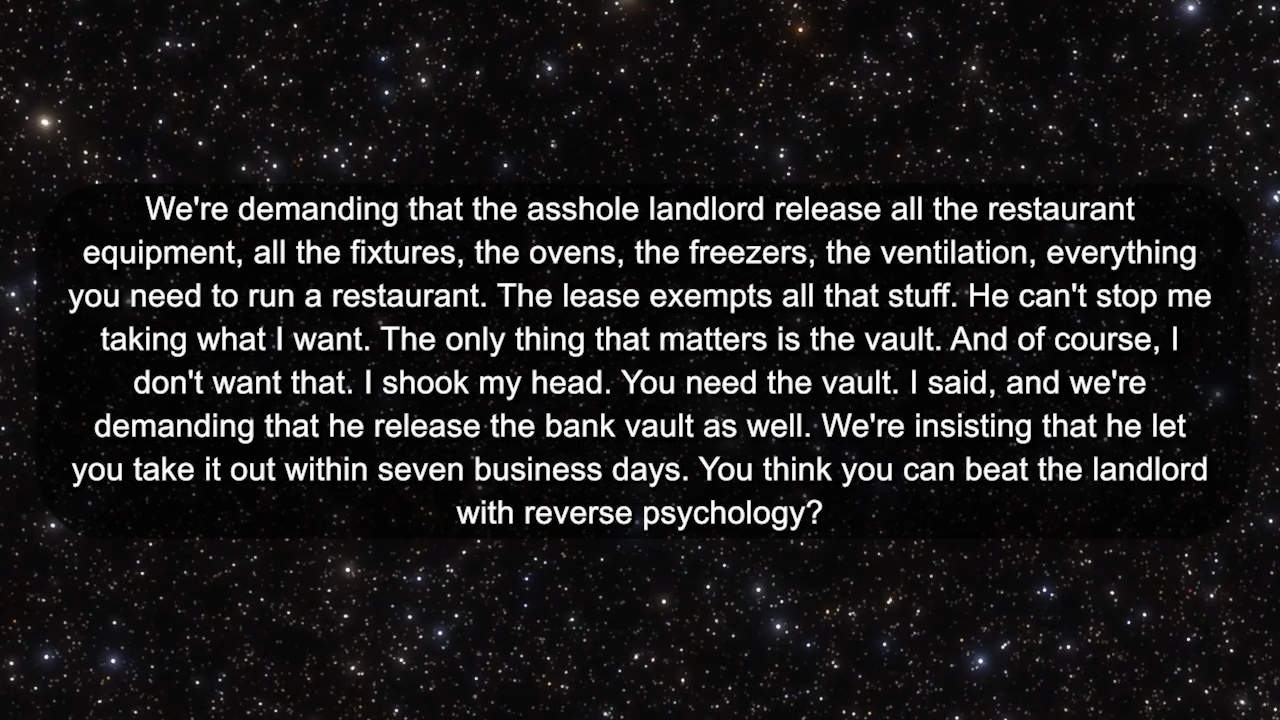 We're demanding that the asshole landlord release all the restaurant
equipment, all the fixtures, the ovens, the freezers, the ventilation, everything
you need to run a restaurant. The lease exempts all that stuff. He can't stop me
taking what I want. The only thing that matters is the vault. And of course, I
don't want that. I shook my head. You need the vault. I said, and we're
demanding that he release the bank vault as well. We're insisting that he let
you take it out within seven business days. You think you can beat the landlord
with reverse psychology?